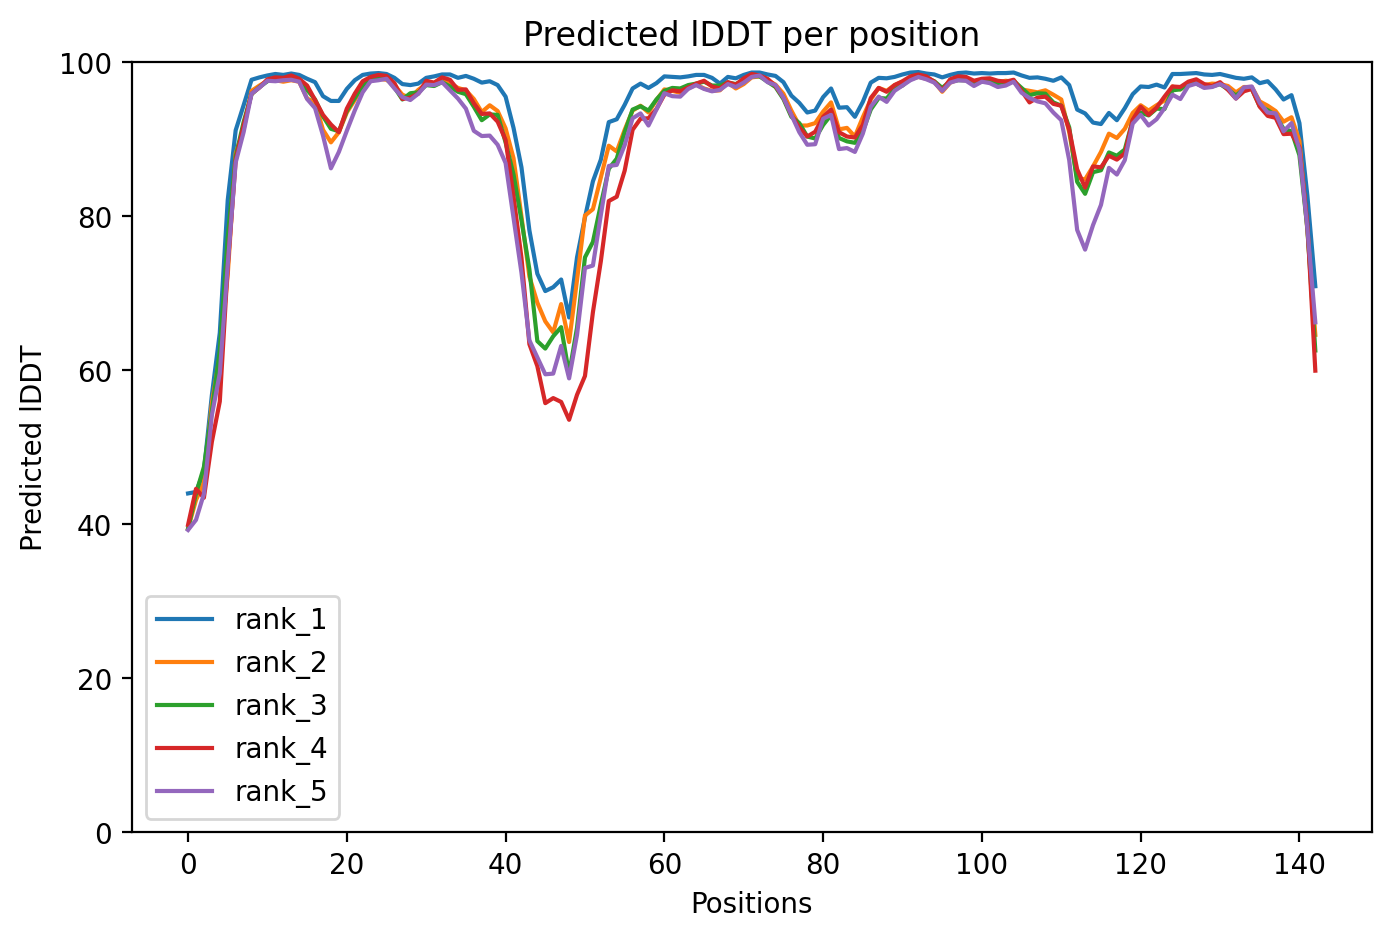 Predicted lDDT per position
Predicted lDDT
100
80
60
40
20
0
rank_1
rank_2
rank_3
rank_4
rank_5
0 20 40 60 80 100 120 140
Positions